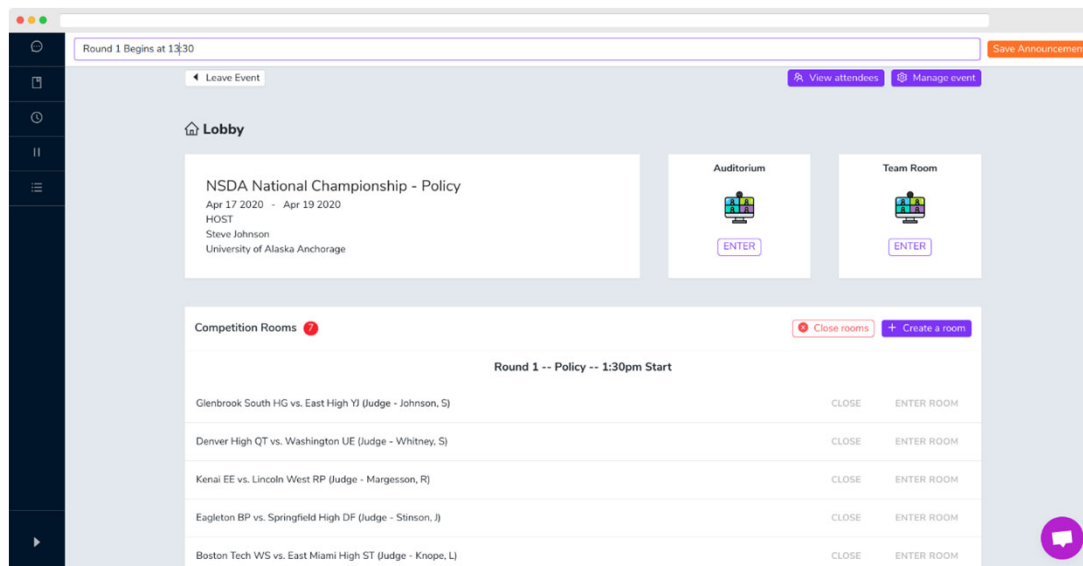 Round 1 Begins at 13:30
Save Announcemen
Leave Event
View attendees
Manage event
Lobby
NSDA National Championship - Policy
Apr 17 2020 - Apr 19 2020
HOST
Steve Johnson
University of Alaska Anchorage
Auditorium
ENTER
Team Room
ENTER
Competition Rooms 7
Close rooms
+ Create a room
Round 1 -- Policy -- 1:30pm Start
Glenbrook South HG vs. East High YJ (Judge - Johnson, S) CLOSE ENTER ROOM
Denver High QT vs. Washington UE (Judge - Whitney, S) CLOSE ENTER ROOM
Kenai EE vs. Lincoln West RP (Judge - Margesson, R) CLOSE ENTER ROOM
Eagleton BP vs. Springfield High DF (Judge - Stinson, J) CLOSE ENTER ROOM
Boston Tech WS vs. East Miami High ST (Judge - Knope, L) CLOSE ENTER ROOM